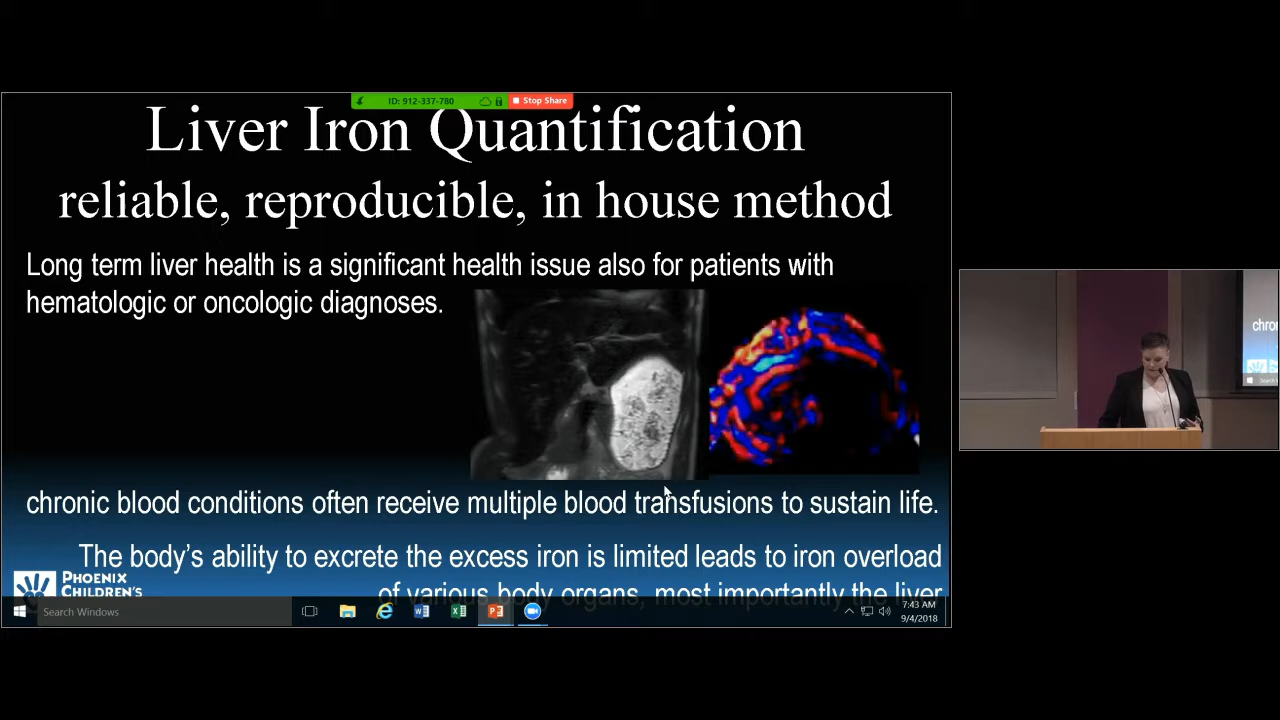 ID: 912-337-780
Stop Share
Liver Iron Quantification
reliable, reproducible, in house method
Long term liver health is a significant health issue also for patients with
hematologic or oncologic diagnoses.
chronic blood conditions often receive multiple blood transfusions to sustain life.
The body's ability to excrete the excess iron is limited leads to iron overload
of various body organs, most importantly the liver
PHOENIX
CHILDREN'S
Search Windows
7:43 AM
9/4/2018
chro